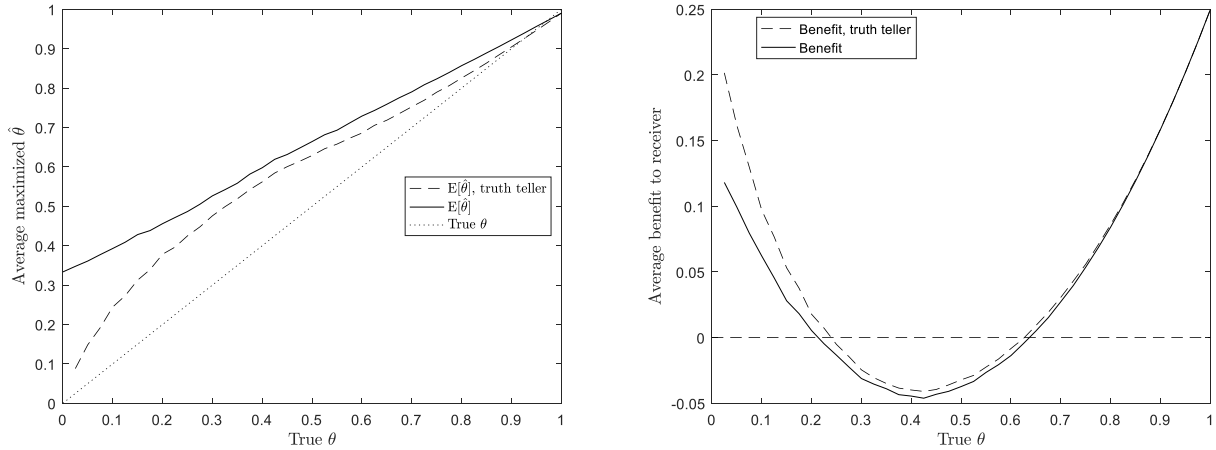 1
0.9
0.8
0.7
0.6
0.5
0.4
0.3
0.2
0.1
0
Average maximized θ̂
E[θ̂], truth teller
E[θ̂]
True θ
0 0.1 0.2 0.3 0.4 0.5 0.6 0.7 0.8 0.9 1
True θ
0.25
0.2
0.15
0.1
0.05
0
-0.05
Average benefit to receiver
Benefit, truth teller
Benefit
0 0.1 0.2 0.3 0.4 0.5 0.6 0.7 0.8 0.9 1
True θ